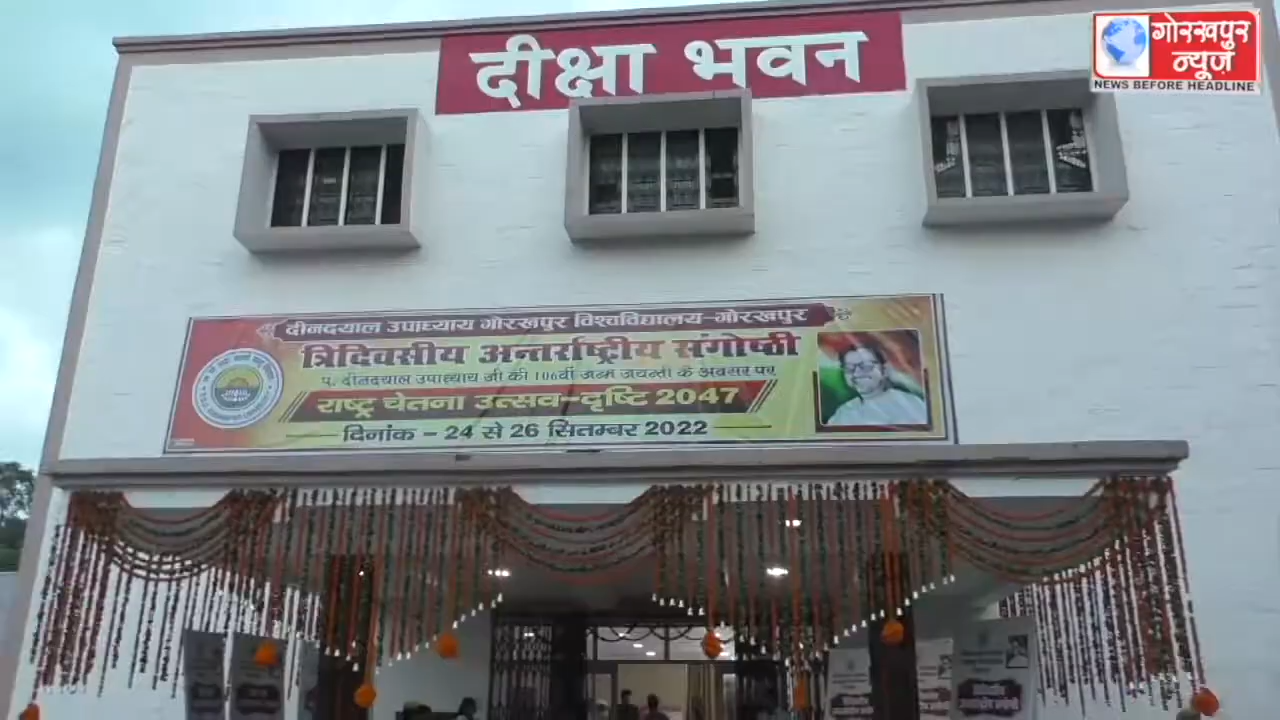 दीक्षा भवन
गोरखपुर
न्यूज़
NEWS BEFORE HEADLINE
दीनदयाल उपाध्याय गोरखपुर विश्वविद्यालय-गोरखपुर
त्रिदिवसीय अन्तर्राष्ट्रीय संगोष्ठी
पं. दीनदयाल उपाध्याय जी की 106वीं जन्म जयन्ती के अवसर पर
राष्ट्र चेतना उत्सव-दृष्टि 2047
दिनांक - 24 से 26 सितम्बर 2022